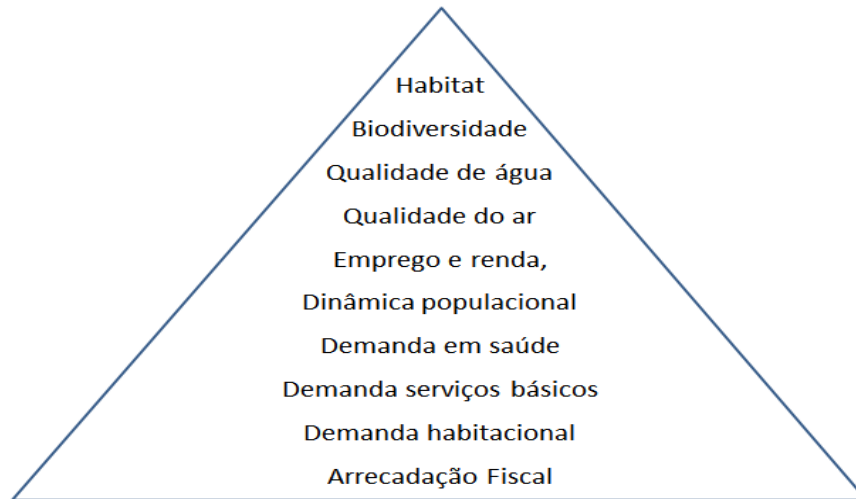 Habitat
Biodiversidade
Qualidade de água
Qualidade do ar
Emprego e renda,
Dinâmica populacional
Demanda em saúde
Demanda serviços básicos
Demanda habitacional
Arrecadação Fiscal